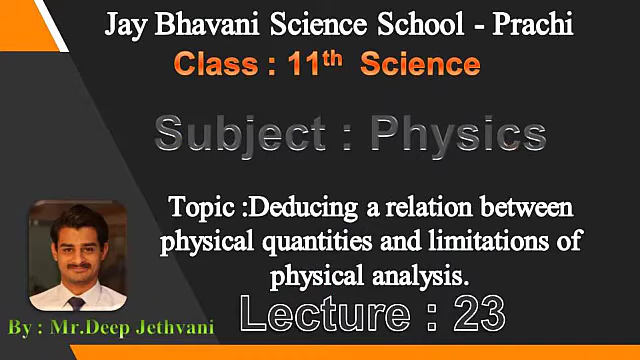 Jay Bhavani Science School - Prachi
Class : 11th Science
Subject : Physics
Topic :Deducing a relation between
physical quantities and limitations of
physical analysis.
Lecture : 23
By : Mr.Deep Jethvani